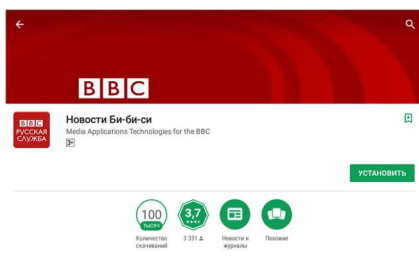 BBC
BBC
РУССКАЯ
СЛУЖБА
Новости Би-би-си
Media Applications Technologies for the BBC
3+
УСТАНОВИТЬ
100
ТЫСЯЧ
3,7
Количество
скачиваний
3 331
Новости и
журналы
Похожие